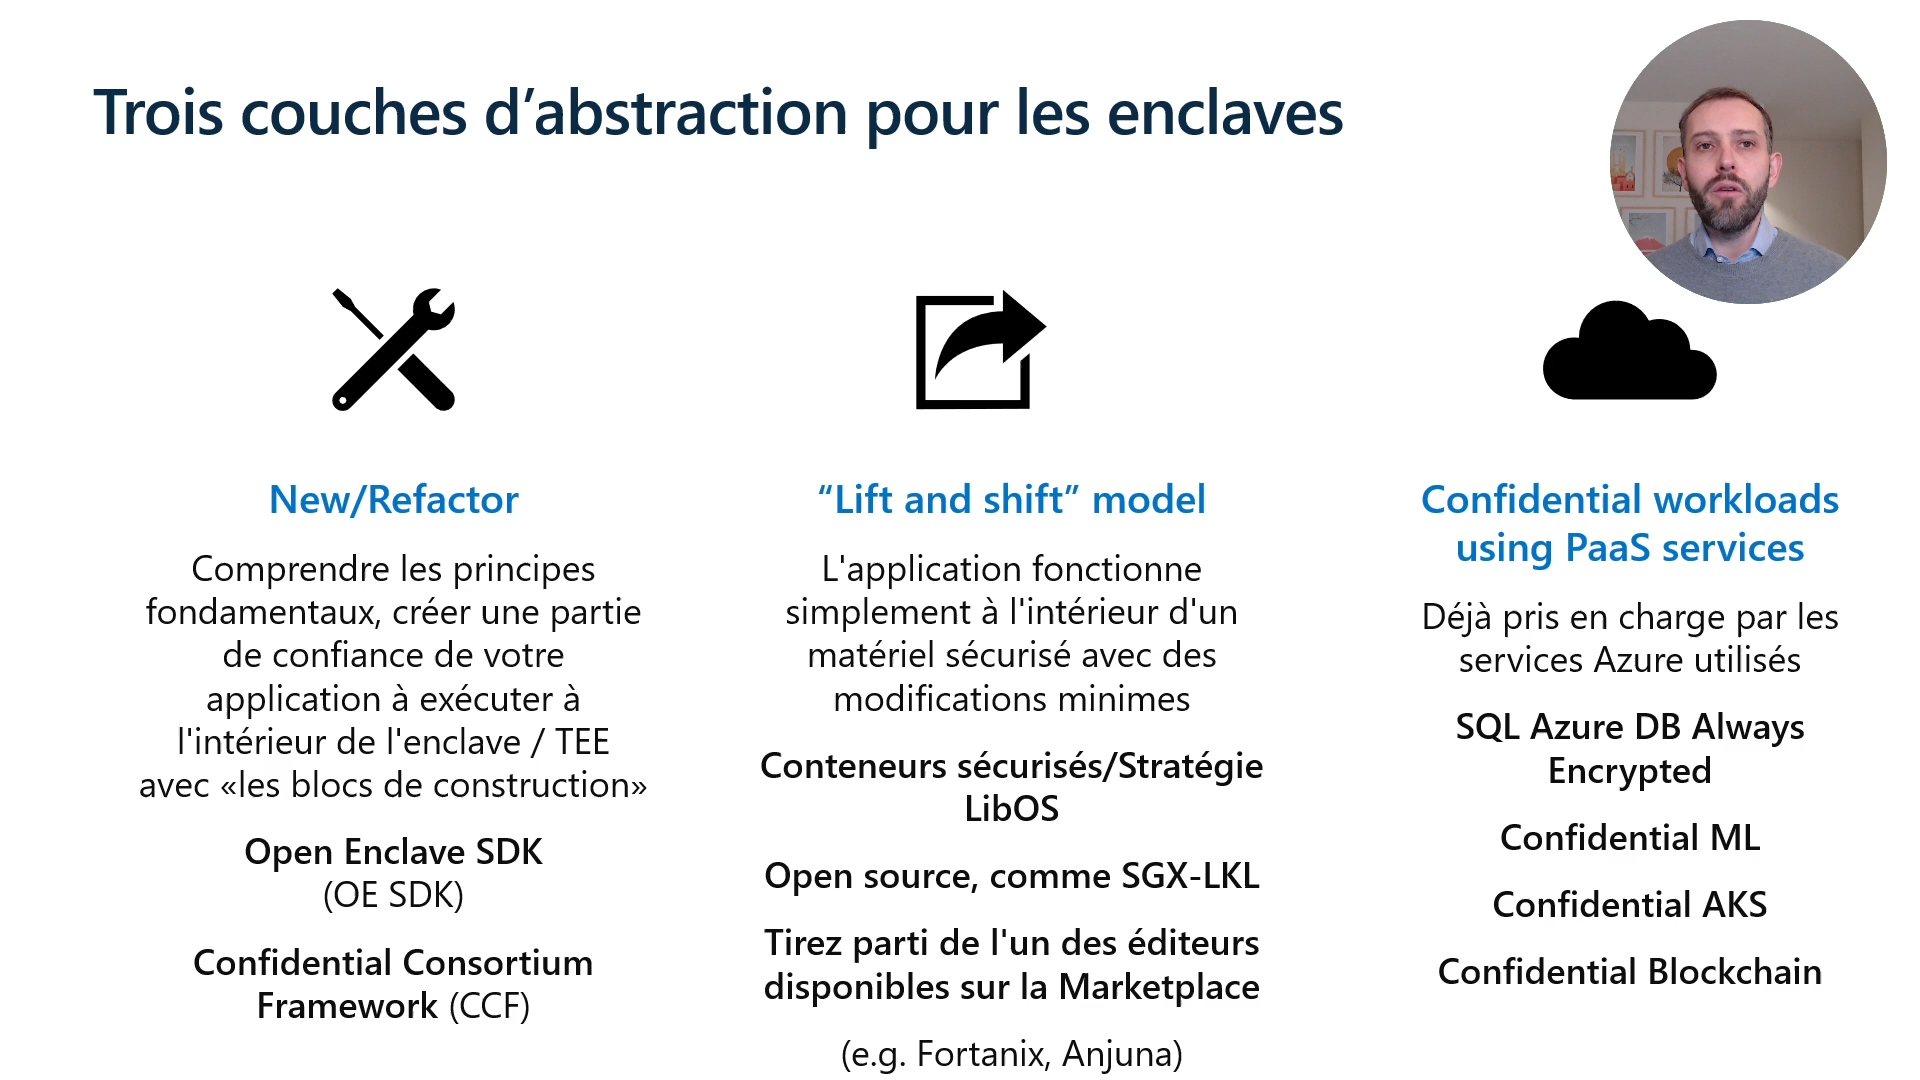 Trois couches d’abstraction pour les enclaves
New/Refactor
Comprendre les principes
fondamentaux, créer une partie
de confiance de votre
application à exécuter à
l'intérieur de l'enclave / TEE
avec «les blocs de construction»
Open Enclave SDK
(OE SDK)
Confidential Consortium
Framework (CCF)
“Lift and shift” model
L'application fonctionne
simplement à l'intérieur d'un
matériel sécurisé avec des
modifications minimes
Conteneurs sécurisés/Stratégie
LibOS
Open source, comme SGX-LKL
Tirez parti de l'un des éditeurs
disponibles sur la Marketplace
(e.g. Fortanix, Anjuna)
Confidential workloads
using PaaS services
Déjà pris en charge par les
services Azure utilisés
SQL Azure DB Always
Encrypted
Confidential ML
Confidential AKS
Confidential Blockchain